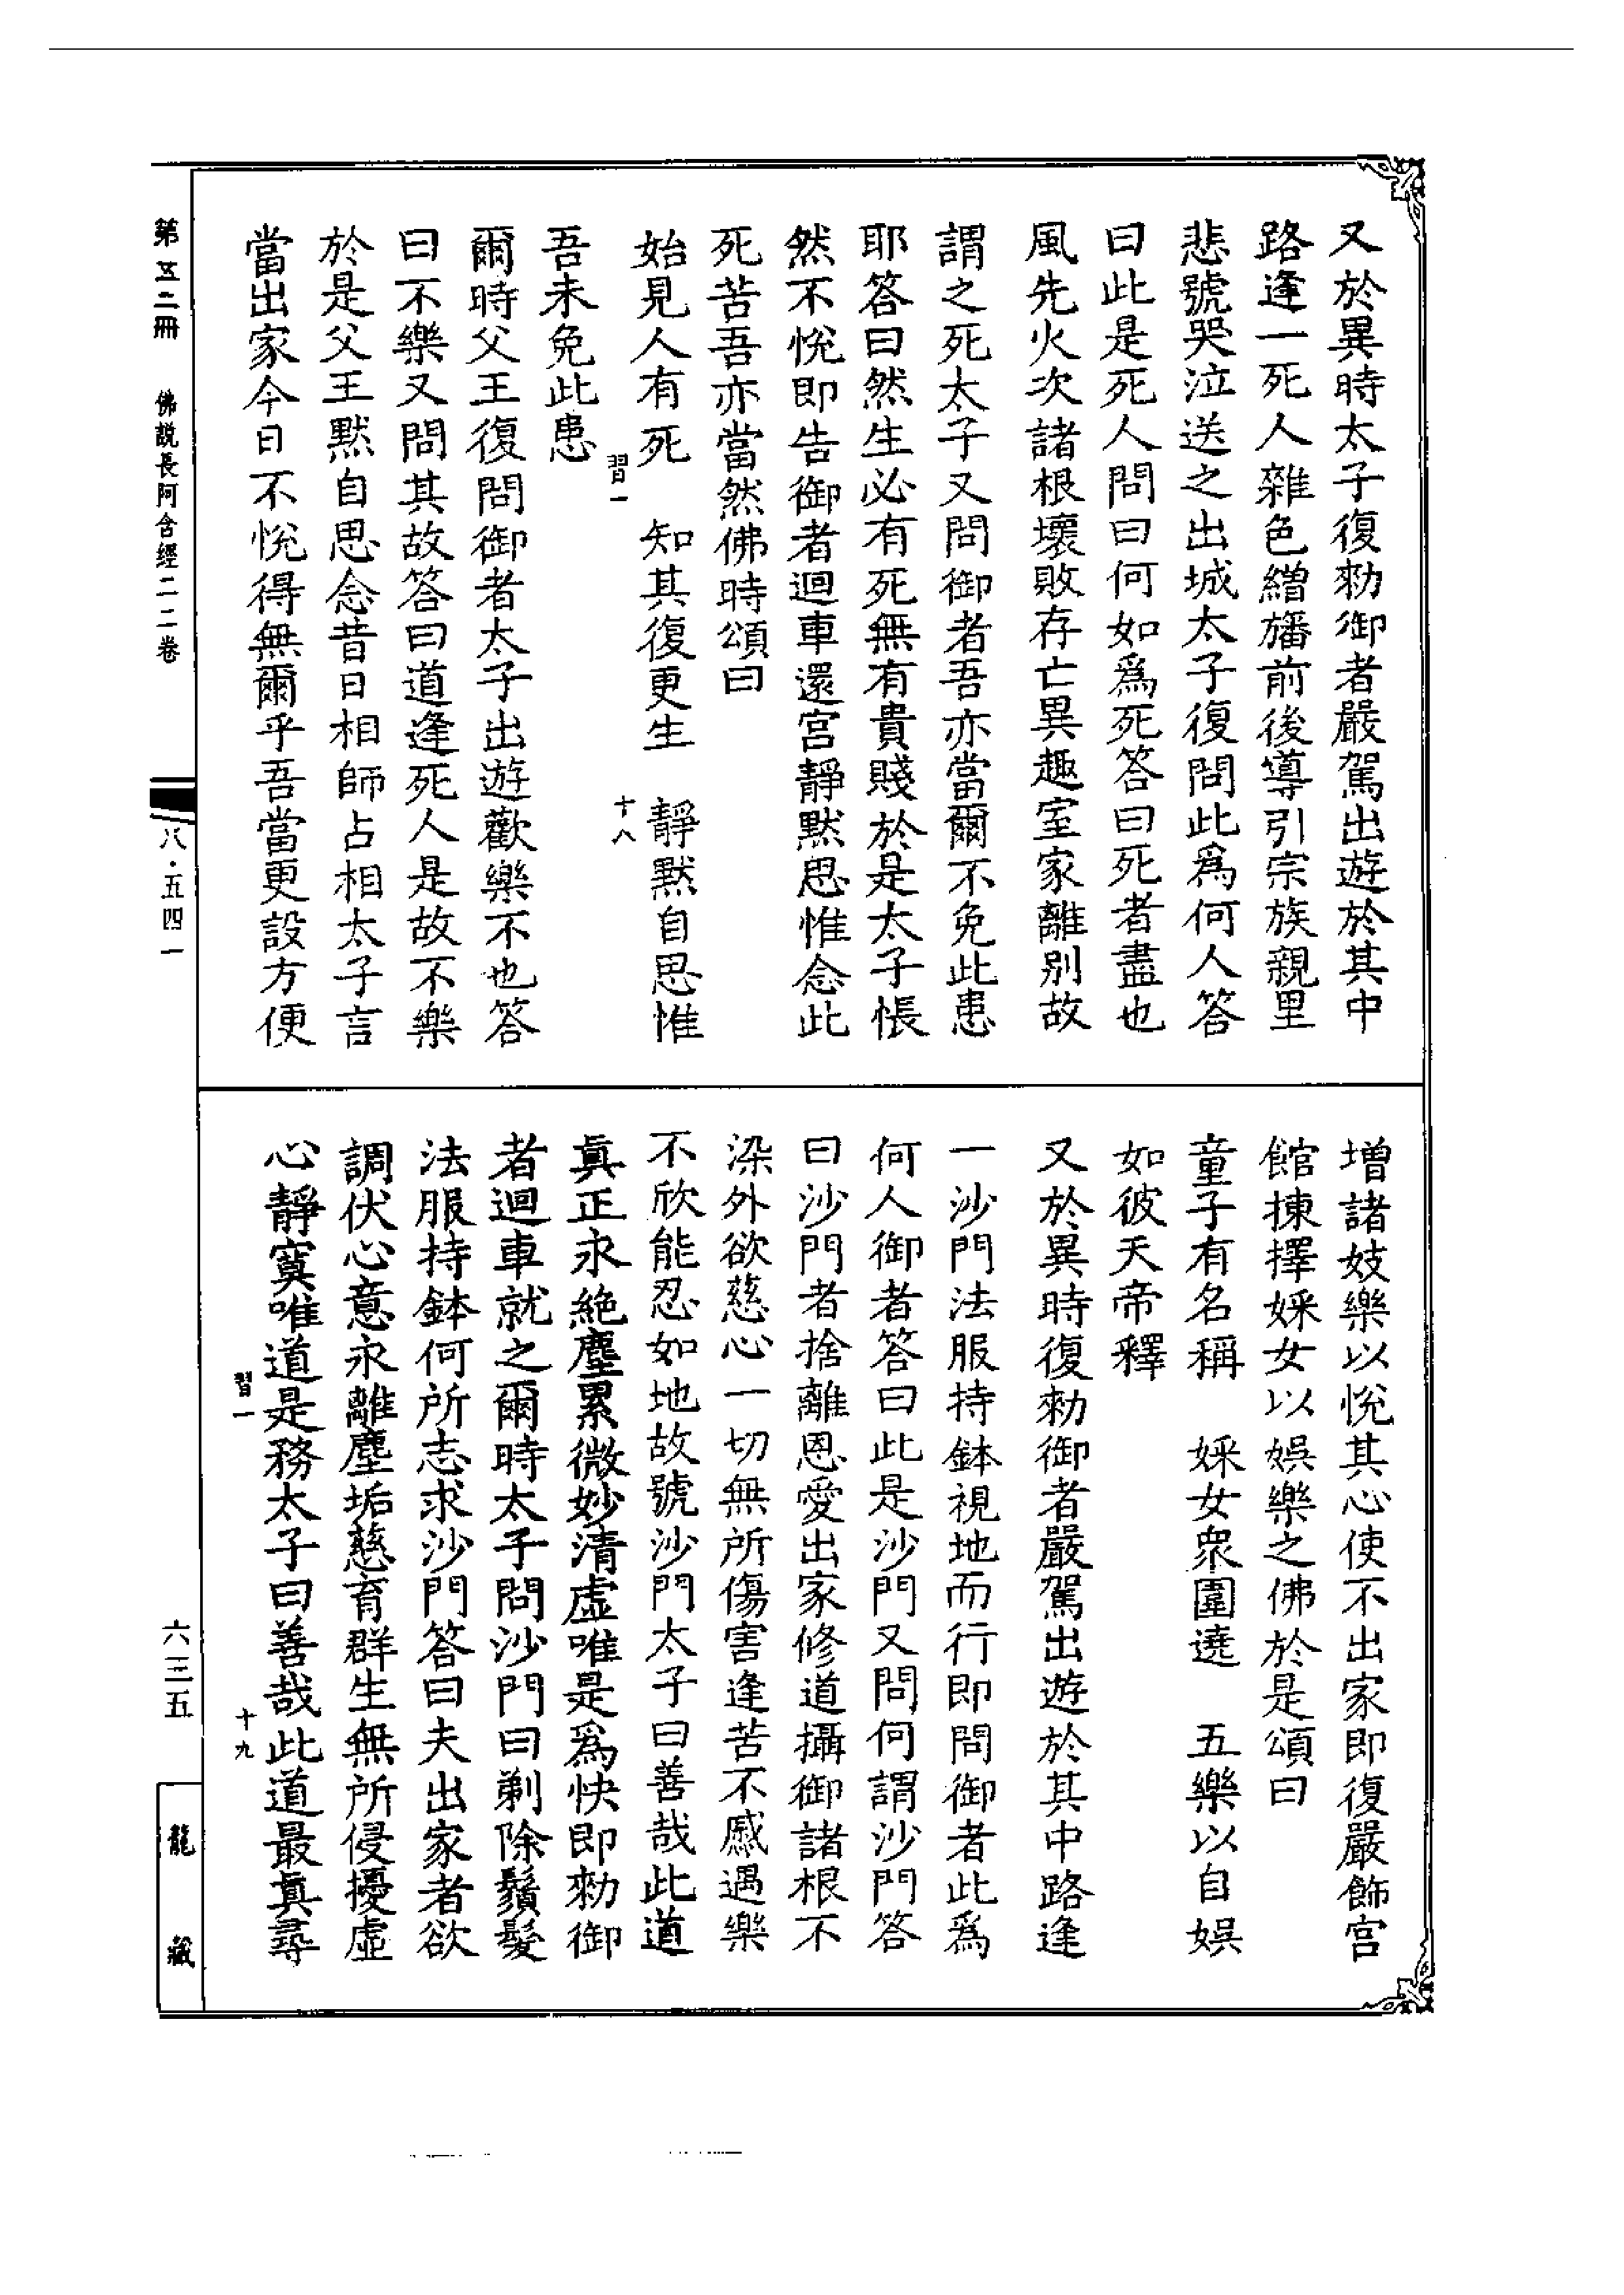 又於異時太子復勑御者嚴駕出遊於其中
路逢一死人雜色繒旛前後導引宗族親里
悲號哭泣送之出城太子復問此爲何人答
曰此是死人問曰何如爲死答曰死者盡也
風先火次諸根壞敗存亡異趣室家離別故
謂之死太子又問御者吾亦當爾不免此患
耶答曰然生必有死無有貴賤於是太子悵
然不悅即告御者迴車還宮靜默思惟念此
死苦吾亦當然佛時頌曰
始見人有死　知其復更生　靜默自思惟
習一　十八
吾未免此患
爾時父王復問御者太子出遊歡樂不也答
曰不樂又問其故答曰道逢死人是故不樂
於是父王默自思念昔日相師占相太子言
當出家今日不悅得無爾乎吾當更設方便
增諸妓樂以悅其心使不出家即復嚴飾宮
館揀擇婇女以娛樂之佛於是頌曰
童子有名稱　婇女衆圍遶　五樂以自娛
如彼天帝釋
又於異時復勑御者嚴駕出遊於其中路逢
一沙門法服持鉢視地而行即問御者此爲
何人御者答曰此是沙門又問何謂沙門答
曰沙門者捨離恩愛出家修道攝御諸根不
染外欲慈心一切無所傷害逢苦不慼遇樂
不欣能忍如地故號沙門太子曰善哉此道
真正永絕塵累微妙清虛唯是爲快即勑御
者迴車就之爾時太子問沙門曰剃除鬚髮
法服持鉢何所志求沙門答曰夫出家者欲
調伏心意永離塵垢慈育群生無所侵擾虛
心靜寞唯道是務太子曰善哉此道最真尋
習一　十九
第五二冊　佛說長阿含經二二卷
八·五四一
六三五
龍藏